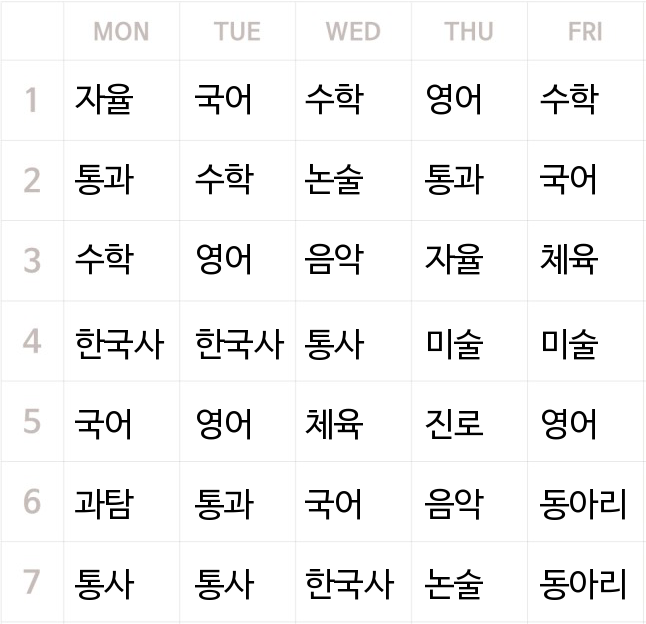 MON TUE WED THU FRI
1 자율 국어 수학 영어 수학
2 통과 수학 논술 통과 국어
3 수학 영어 음악 자율 체육
4 한국사 한국사 통사 미술 미술
5 국어 영어 체육 진로 영어
6 과탐 통과 국어 음악 동아리
7 통사 통사 한국사 논술 동아리